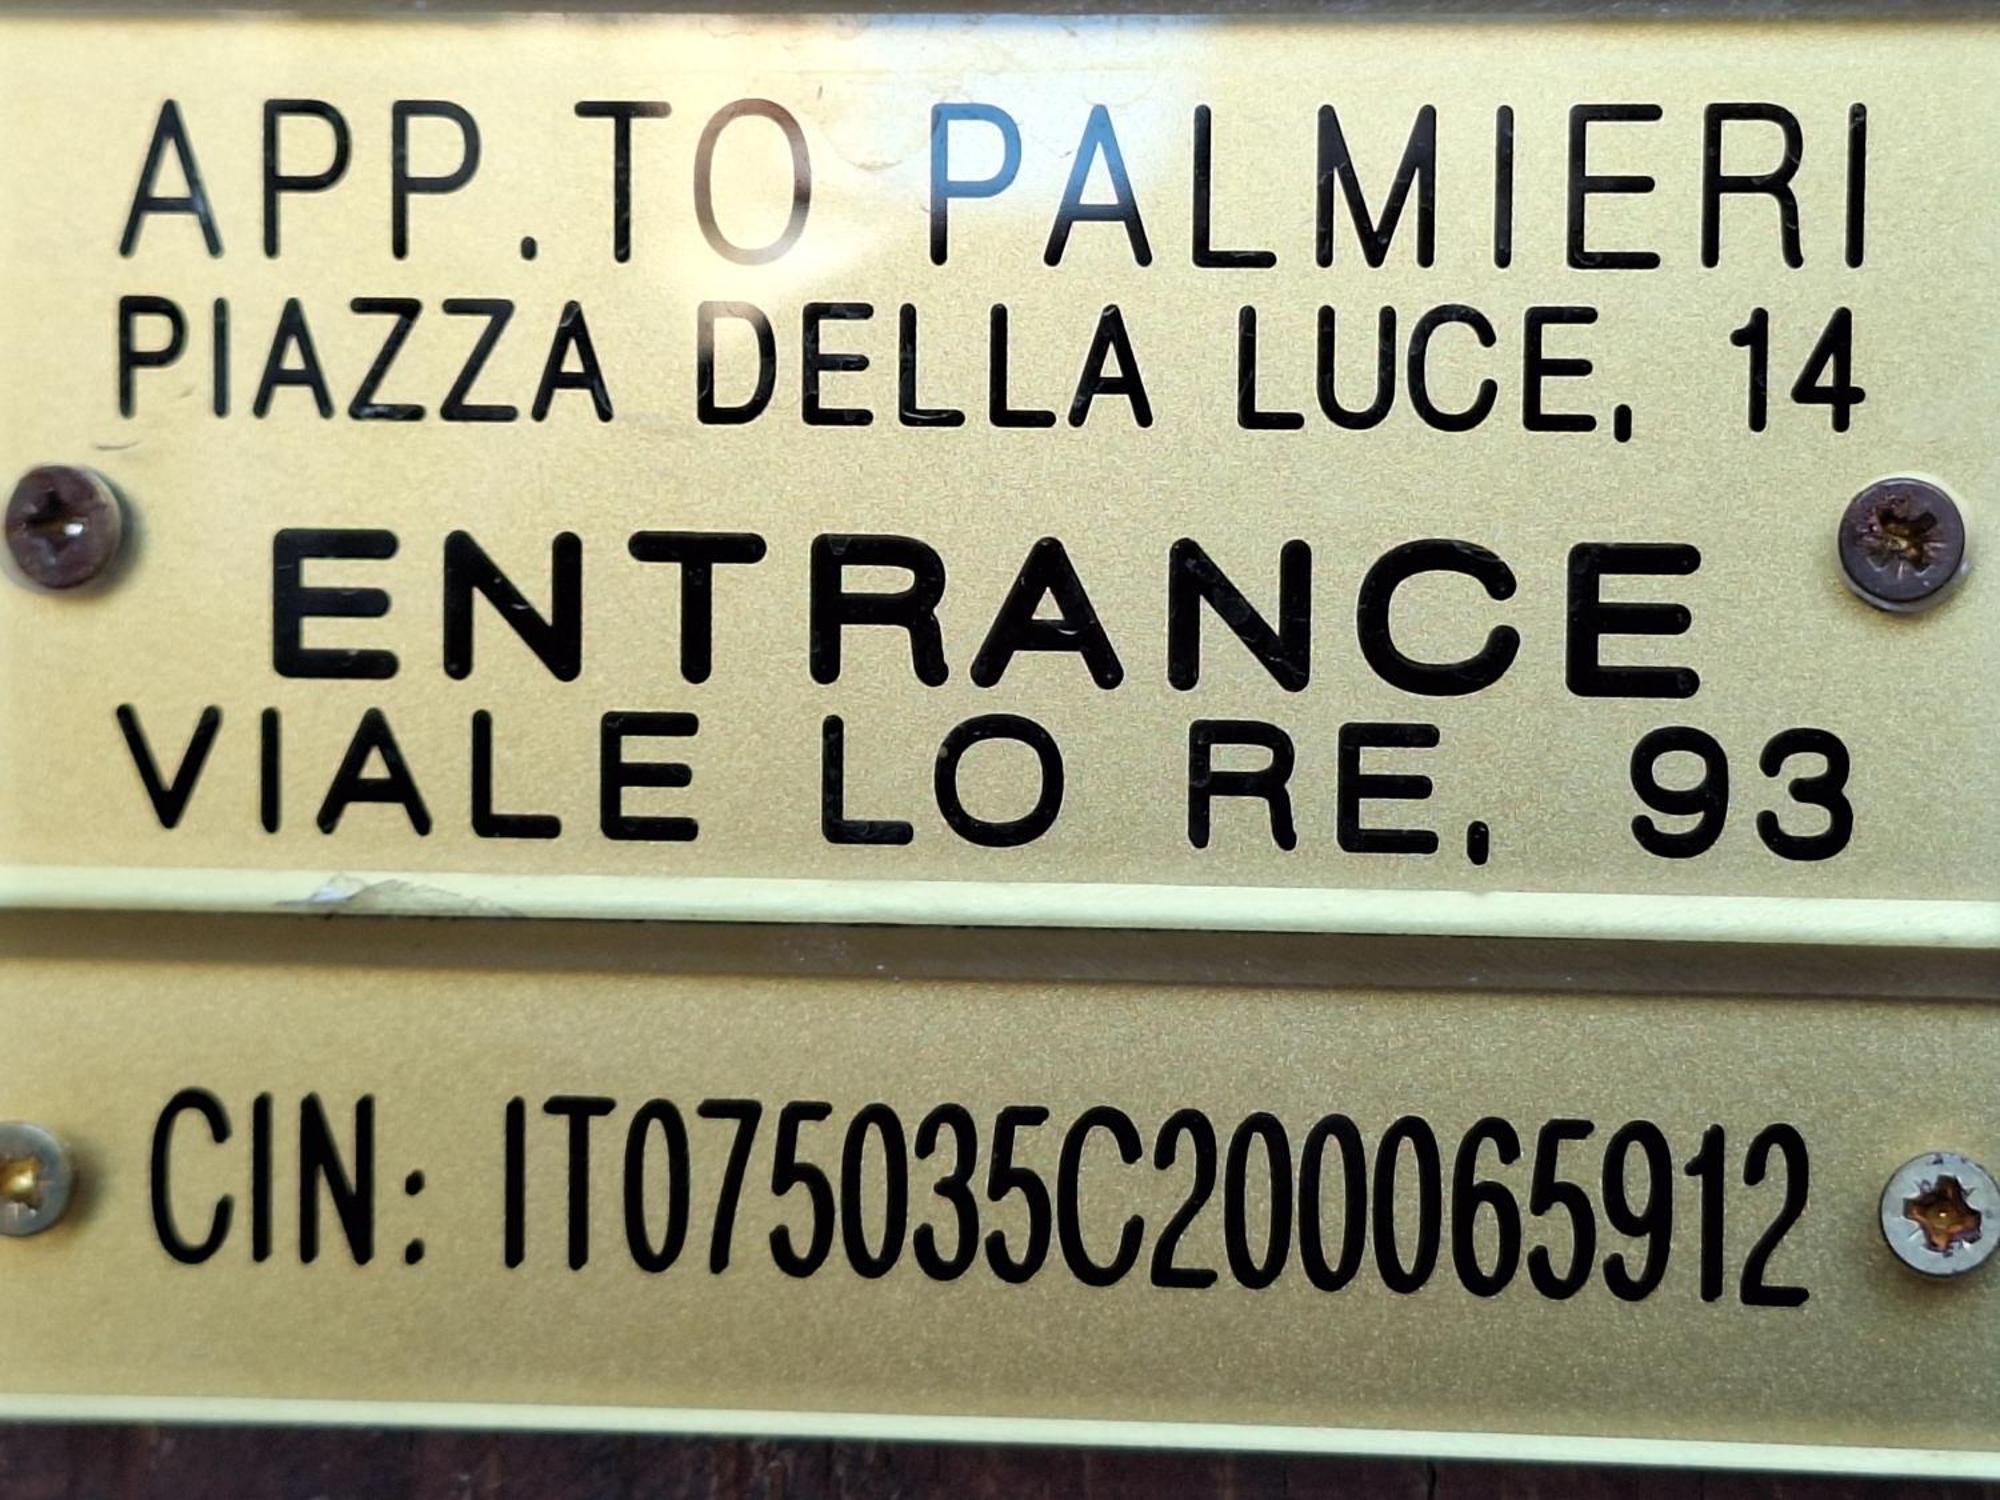 APP.TO PALMIERI
PIAZZA DELLA LUCE, 14
ENTRANCE
VIALE LO RE, 93
CIN: IT075035C200065912